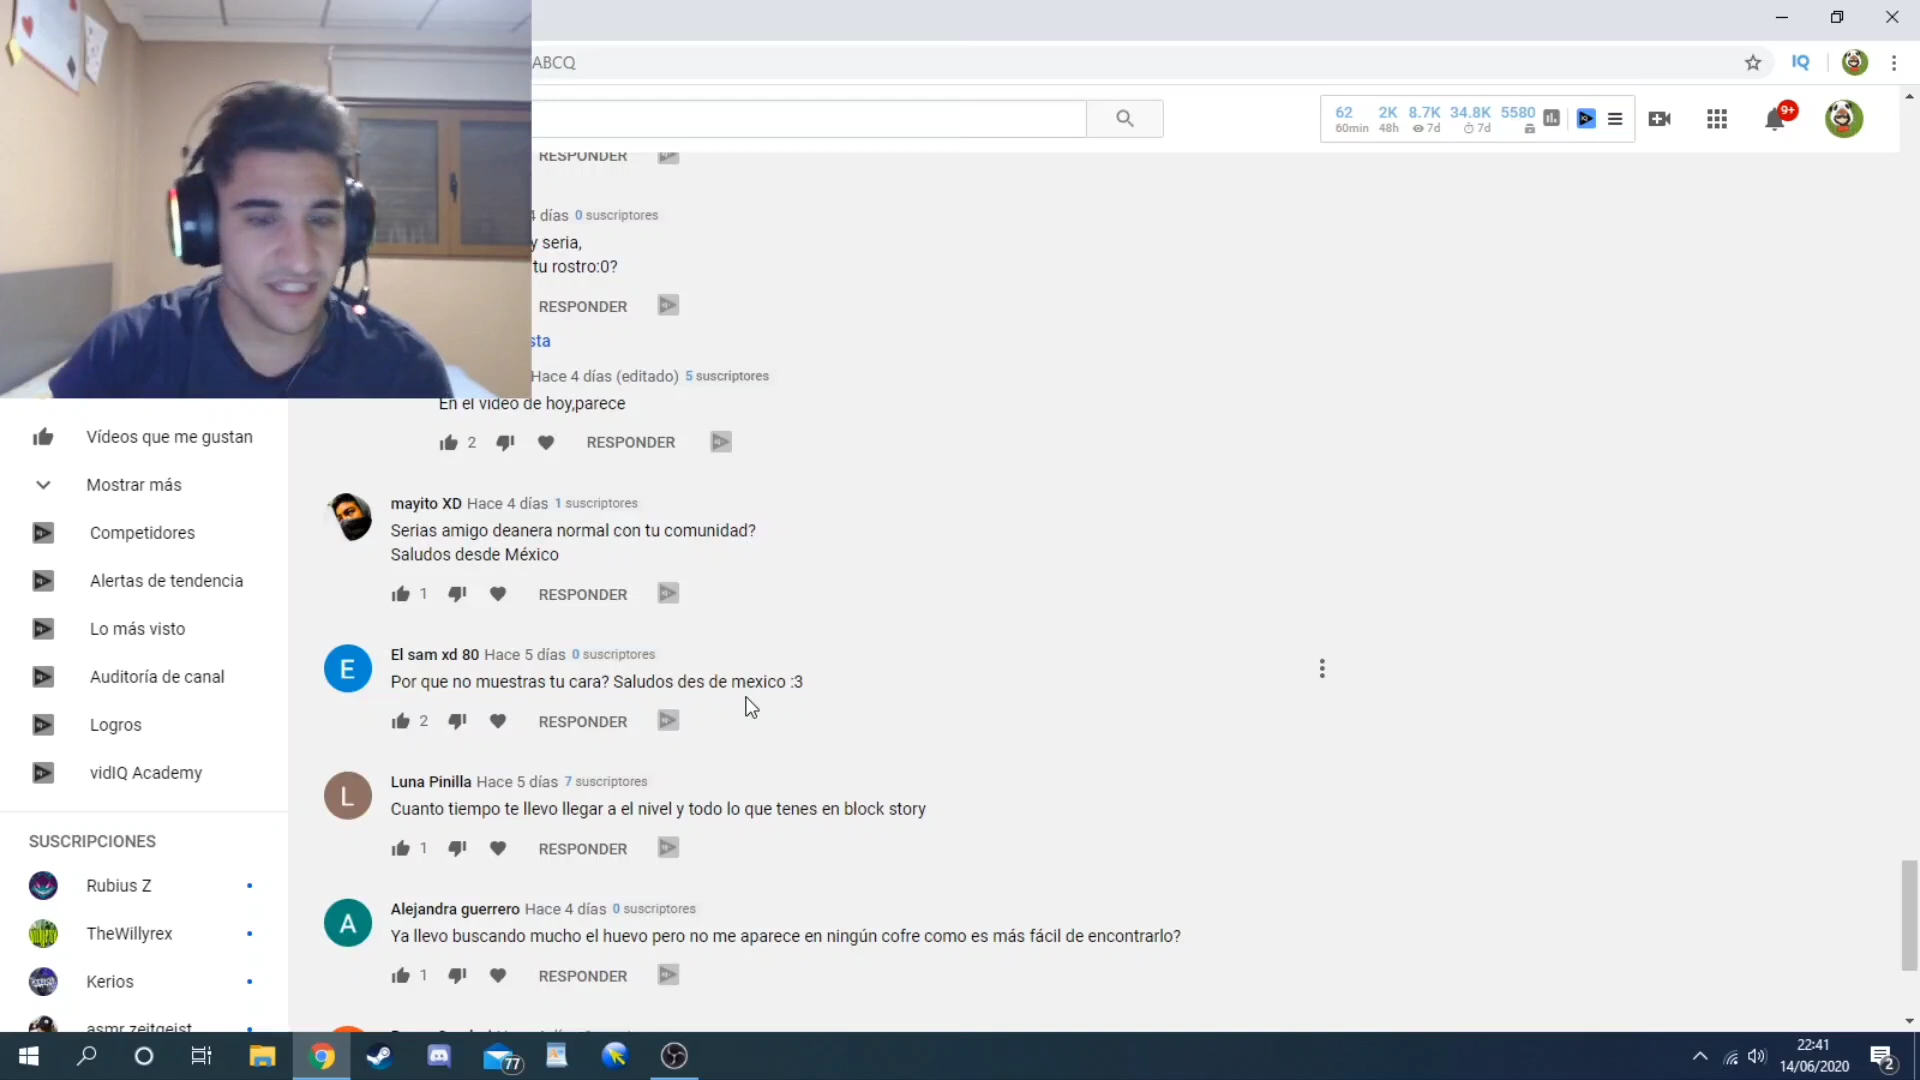 ABCQ
IQ
62 2K 8.7K 34.8K 5580
60min 48h 7d 7d
9+
RESPONDER
4 días 0 suscriptores
y seria,
tu rostro:0?
RESPONDER
sta
Hace 4 días (editado) 5 suscriptores
En el video de hoy,parece
2 RESPONDER
mayito XD Hace 4 días 1 suscriptores
Serias amigo deanera normal con tu comunidad?
Saludos desde México
1 RESPONDER
El sam xd 80 Hace 5 días 0 suscriptores
Por que no muestras tu cara? Saludos des de mexico :3
2 RESPONDER
Luna Pinilla Hace 5 días 7 suscriptores
Cuanto tiempo te llevo llegar a el nivel y todo lo que tenes en block story
1 RESPONDER
Alejandra guerrero Hace 4 días 0 suscriptores
Ya llevo buscando mucho el huevo pero no me aparece en ningún cofre como es más fácil de encontrarlo?
1 RESPONDER
E
L
A
Vídeos que me gustan
Mostrar más
Competidores
Alertas de tendencia
Lo más visto
Auditoría de canal
Logros
vidIQ Academy
SUSCRIPCIONES
Rubius Z
TheWillyrex
Kerios
asmr zeitgeist
77
22:41
14/06/2020
2